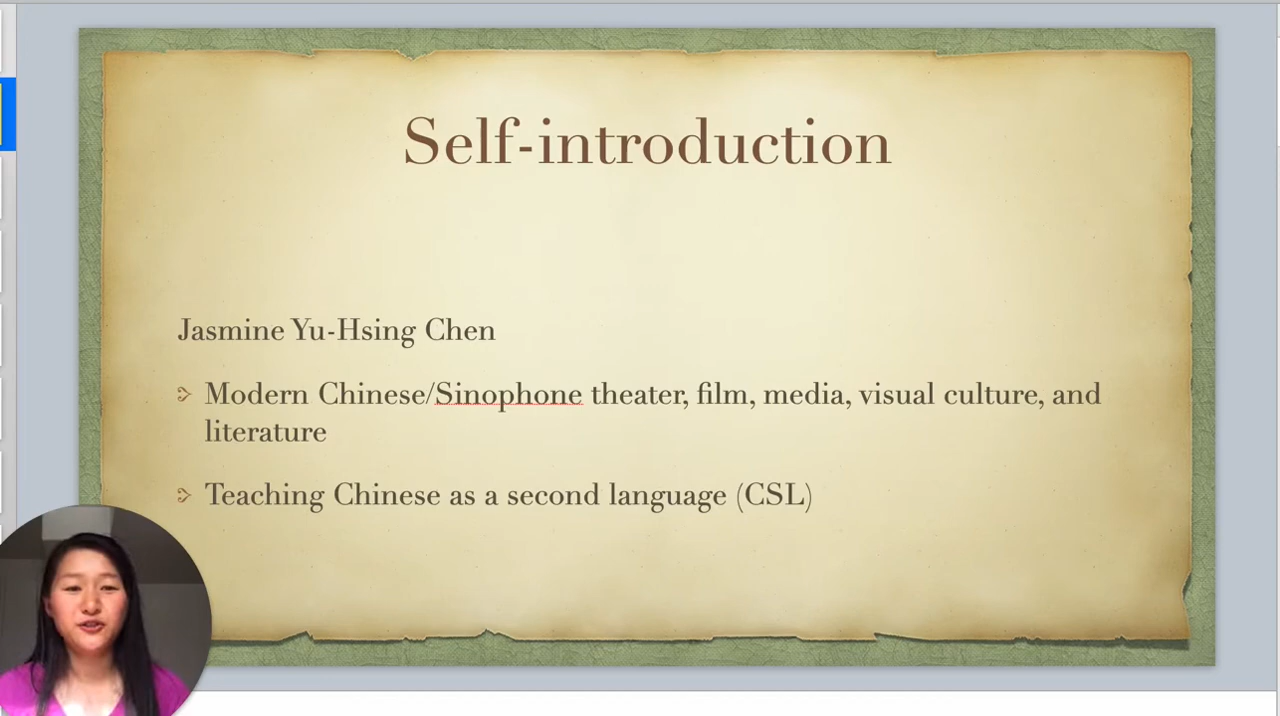 Self-introduction
Jasmine Yu-Hsing Chen
Modern Chinese/Sinophone theater, film, media, visual culture, and
literature
Teaching Chinese as a second language (CSL)